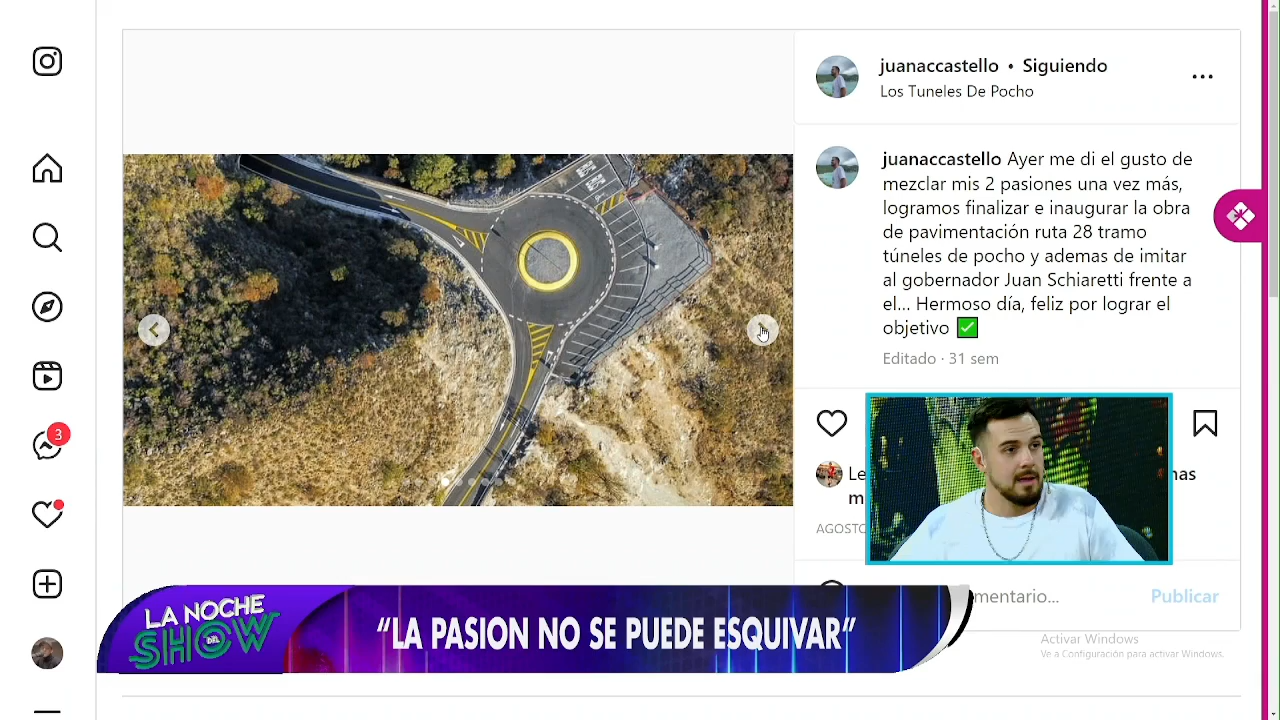 juanaccastello • Siguiendo
Los Tuneles De Pocho
juanaccastello Ayer me di el gusto de
mezclar mis 2 pasiones una vez más,
logramos finalizar e inaugurar la obra
de pavimentación ruta 28 tramo
túneles de pocho y ademas de imitar
al gobernador Juan Schiaretti frente a
el... Hermoso día, feliz por lograr el
objetivo ✅
Editado · 31 sem
3
AGOSTO
Publicar
Activar Windows
Ve a Configuración para activar Windows.
LA NOCHE
DEL
SHOW
“LA PASION NO SE PUEDE ESQUIVAR”